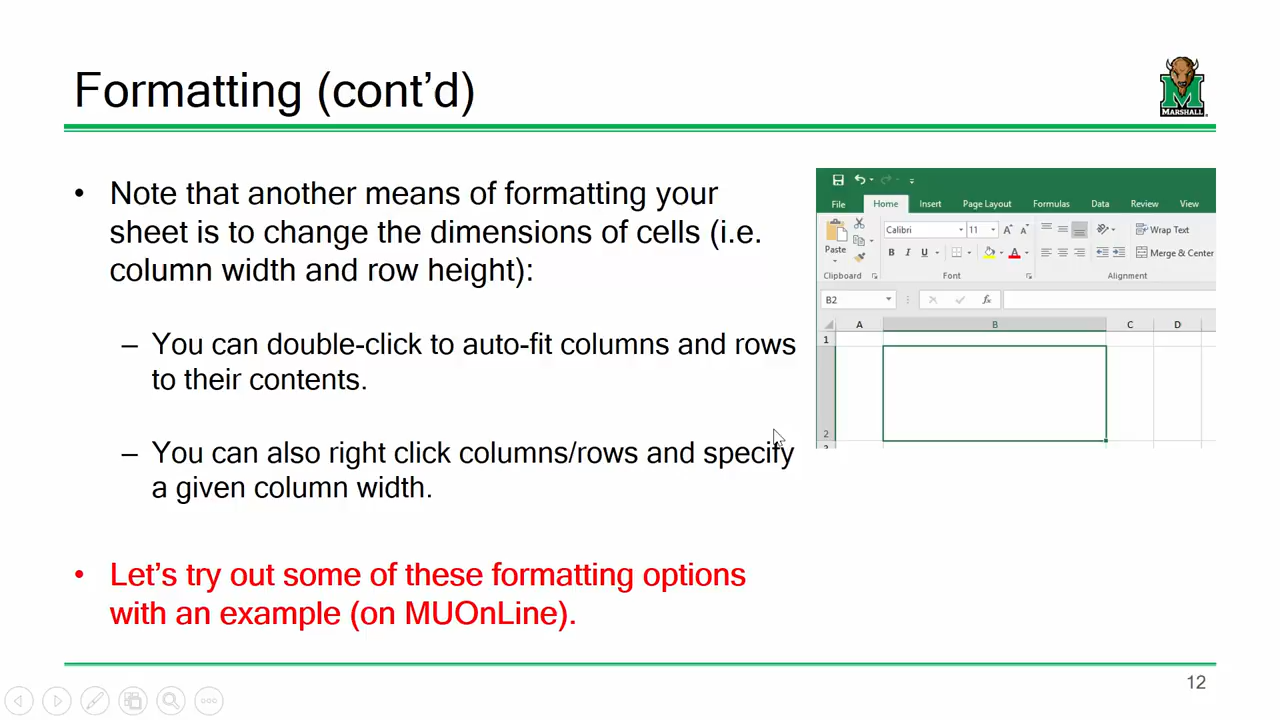 Formatting (cont’d)
MARSHALL
• Note that another means of formatting your
sheet is to change the dimensions of cells (i.e.
column width and row height):
– You can double-click to auto-fit columns and rows
to their contents.
– You can also right click columns/rows and specify
a given column width.
• Let’s try out some of these formatting options
with an example (on MUOnLine).
File Home Insert Page Layout Formulas Data Review View
Calibri 11 A A Wrap Text
Paste B I U A Merge & Center
Clipboard Font Alignment
B2 fx
A B C D
1
2
12